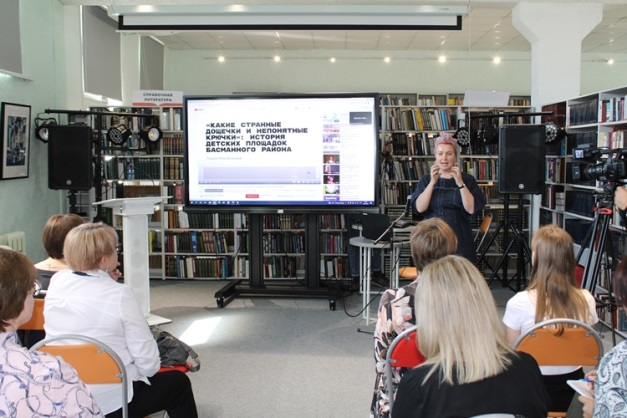 СПРАВОЧНАЯ
ЛИТЕРАТУРА
«КАКИЕ СТРАННЫЕ
ДОЩЕЧКИ И НЕПОНЯТНЫЕ
КРЮЧКИ»: ИСТОРИЯ
ДЕТСКИХ ПЛОЩАДОК
БАСМАННОГО РАЙОНА